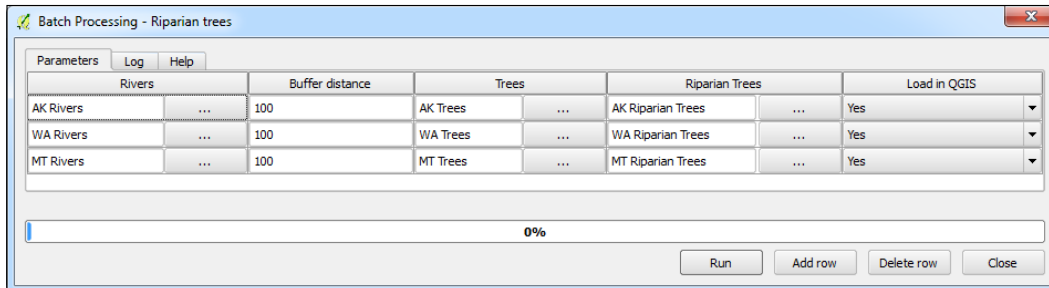 Batch Processing - Riparian trees
x
Parameters Log Help
Rivers Buffer distance Trees Riparian Trees Load in QGIS
AK Rivers ... 100 AK Trees ... AK Riparian Trees ... Yes
WA Rivers ... 100 WA Trees ... WA Riparian Trees ... Yes
MT Rivers ... 100 MT Trees ... MT Riparian Trees ... Yes
0%
Run Add row Delete row Close